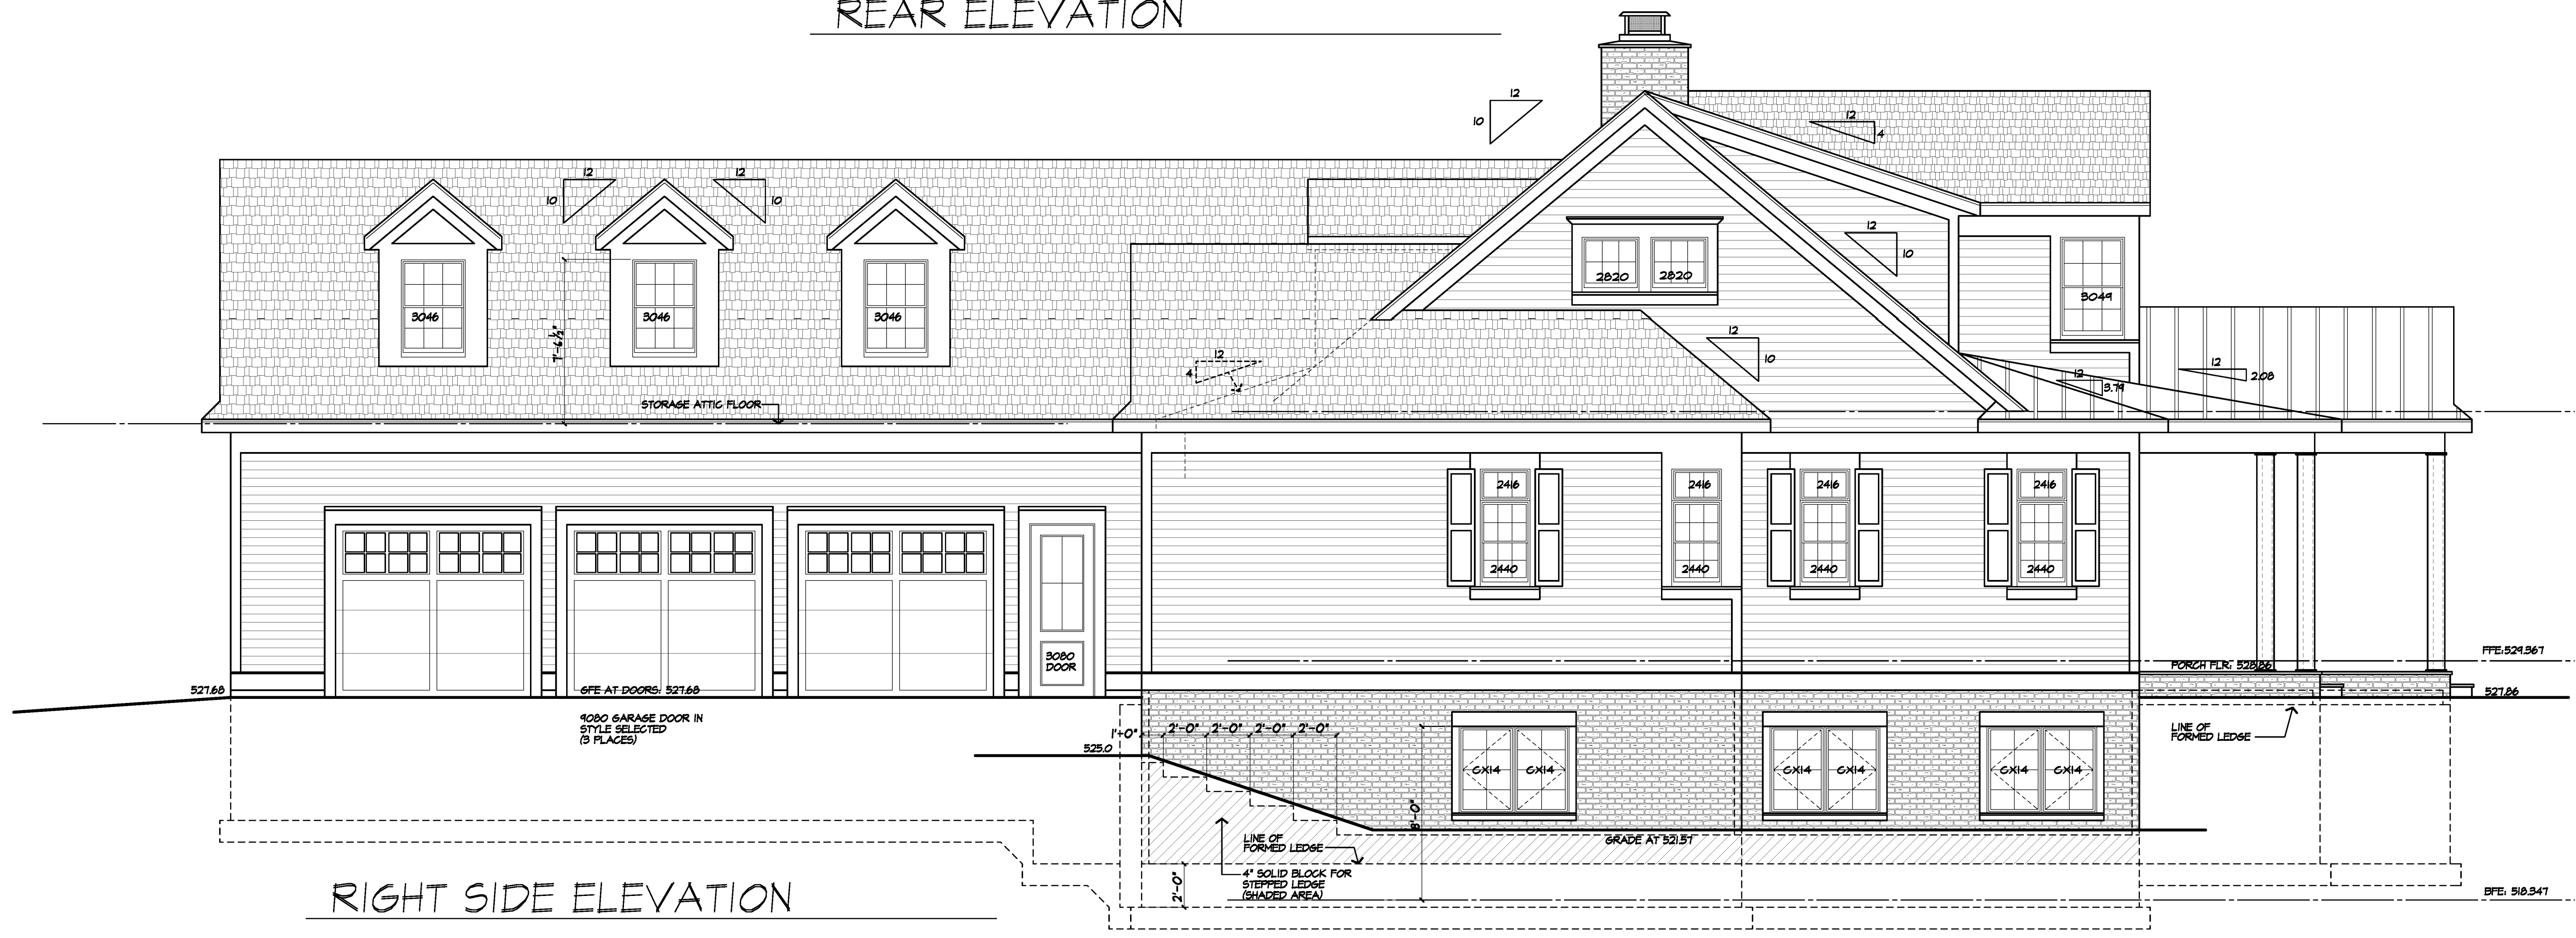 REAR ELEVATION
12
10
12
4
12
10
12
10
12
10
2820
2820
3049
3046
3046
3046
7'-6½"
12
10
12
4
12
3.79
12
2.08
STORAGE ATTIC FLOOR
2416
2416
2416
2416
2440
2440
2440
2440
3080
DOOR
FFE:529.367
PORCH FLR: 528.86
527.68
GFE AT DOORS: 527.68
527.86
9080 GARAGE DOOR IN
STYLE SELECTED
(3 PLACES)
1'-0"
2'-0"
2'-0"
2'-0"
2'-0"
525.0
LINE OF
FORMED LEDGE
CX14
CX14
CX14
CX14
CX14
CX14
8'-0"
LINE OF
FORMED LEDGE
GRADE AT 521.57
4" SOLID BLOCK FOR
STEPPED LEDGE
(SHADED AREA)
2'-0"
BFE: 518.347
RIGHT SIDE ELEVATION